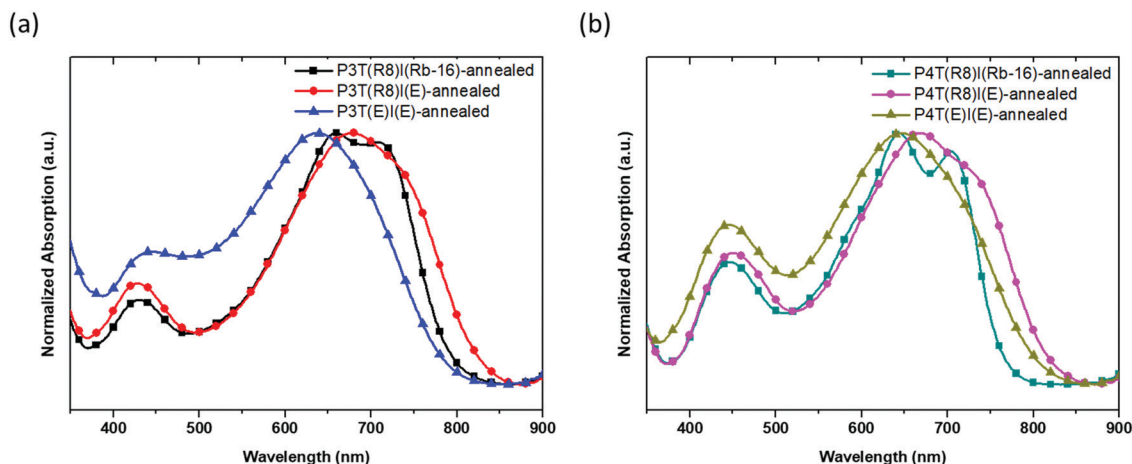 (a)
P3T(R8)I(Rb-16)-annealed
P3T(R8)I(E)-annealed
P3T(E)I(E)-annealed
Normalized Absorption (a.u.)
400 500 600 700 800 900
Wavelength (nm)
(b)
P4T(R8)I(Rb-16)-annealed
P4T(R8)I(E)-annealed
P4T(E)I(E)-annealed
Normalized Absorption (a.u.)
400 500 600 700 800 900
Wavelength (nm)